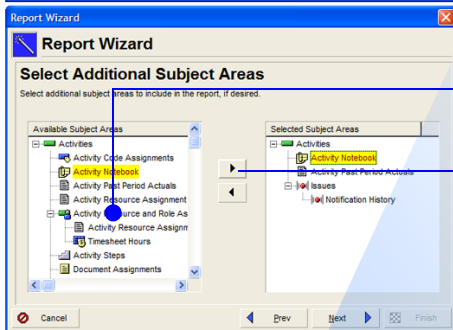 Report Wizard
Report Wizard
Select Additional Subject Areas
Select additional subject areas to include in the report, if desired.
Available Subject Areas
Activities
Activity Code Assignments
Activity Notebook
Activity Past Period Actuals
Activity Resource Assignment
Activity Resource and Role As
Activity Resource Assignm
Timesheet Hours
Activity Steps
Document Assignments
Selected Subject Areas
Activities
Activity Notebook
Activity Past Period Actuals
Issues
Notification History
Cancel
Prev
Next
Finish